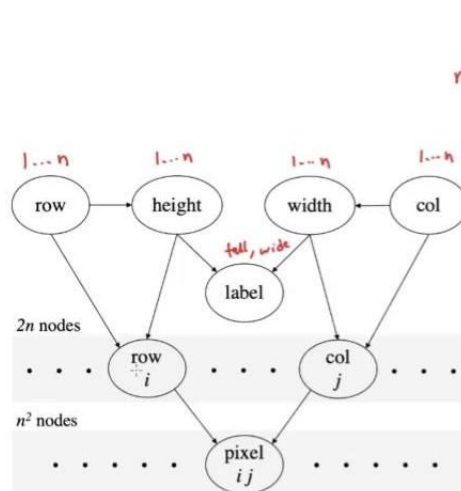 r
1...n 1...n 1...n 1...n
row height width col
tall, wide
label
2n nodes
row
i
col
j
n² nodes
pixel
i j